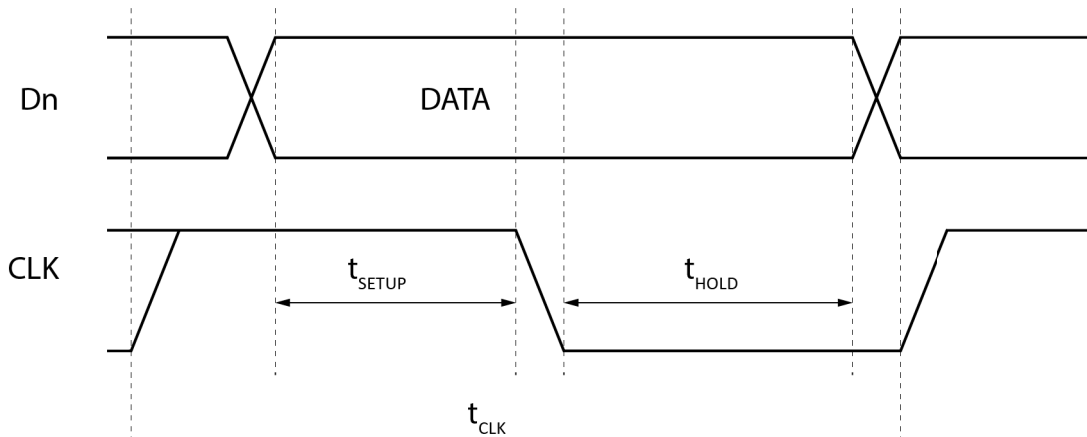 Dn
DATA
CLK
tSETUP
tHOLD
tCLK